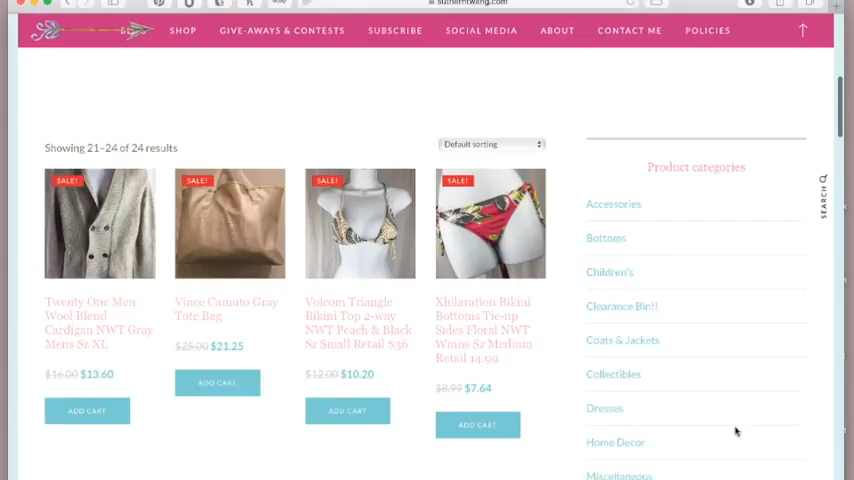 sutherntwang.com
SHOP
GIVE-AWAYS & CONTESTS
SUBSCRIBE
SOCIAL MEDIA
ABOUT
CONTACT ME
POLICIES
Showing 21–24 of 24 results
Default sorting
SALE!
SALE!
SALE!
SALE!
Twenty One Men
Wool Blend
Cardigan NWT Gray
Mens Sz XL
$16.00 $13.60
ADD CART
Vince Camuto Gray
Tote Bag
$25.00 $21.25
ADD CART
Volcom Triangle
Bikini Top 2-way
NWT Peach & Black
Sz Small Retail $36
$12.00 $10.20
ADD CART
Xhilaration Bikini
Bottoms Tie-up
Sides Floral NWT
Wmns Sz Medium
Retail 14.99
$8.99 $7.64
ADD CART
Product categories
Accessories
Bottoms
Children's
Clearance Bin!!
Coats & Jackets
Collectibles
Dresses
Home Decor
Miscellaneous
SEARCH